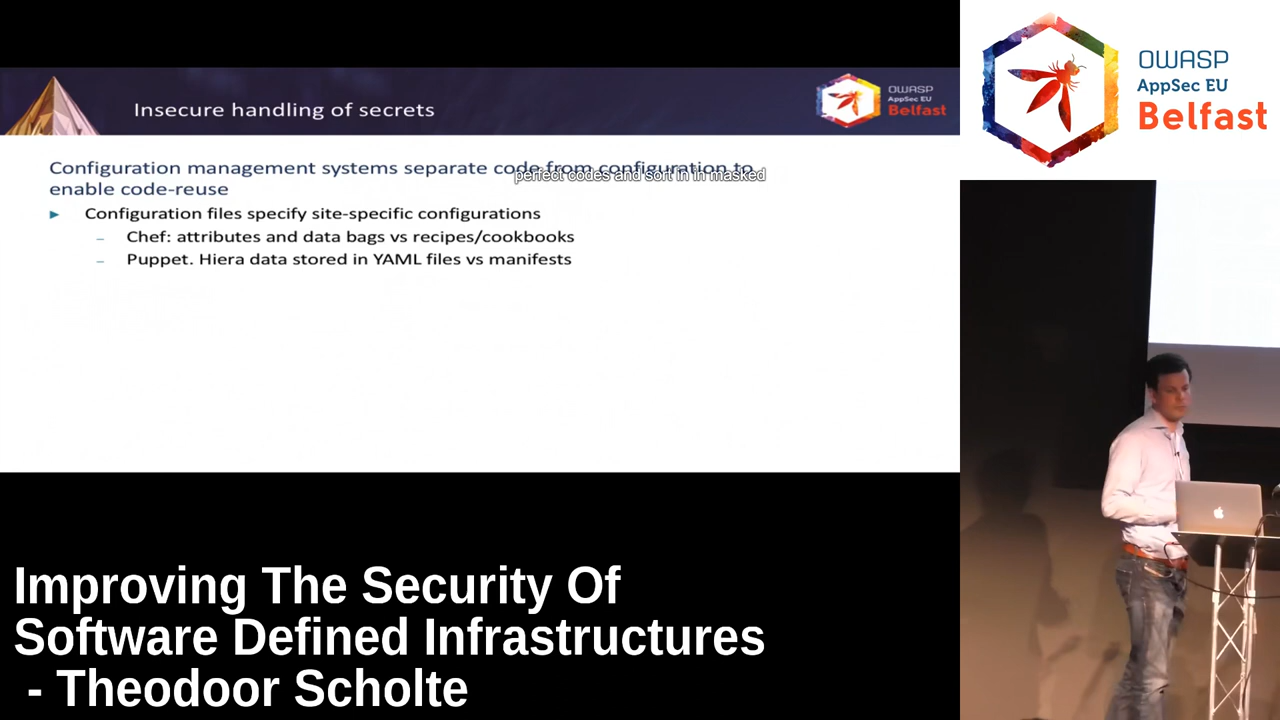 Insecure handling of secrets
OWASP
AppSec EU
Belfast
Configuration management systems separate code from configuration to
enable code-reuse
perfect codes and sort in in masked
Configuration files specify site-specific configurations
– Chef: attributes and data bags vs recipes/cookbooks
– Puppet. Hiera data stored in YAML files vs manifests
OWASP
AppSec EU
Belfast
Improving The Security Of
Software Defined Infrastructures
- Theodoor Scholte